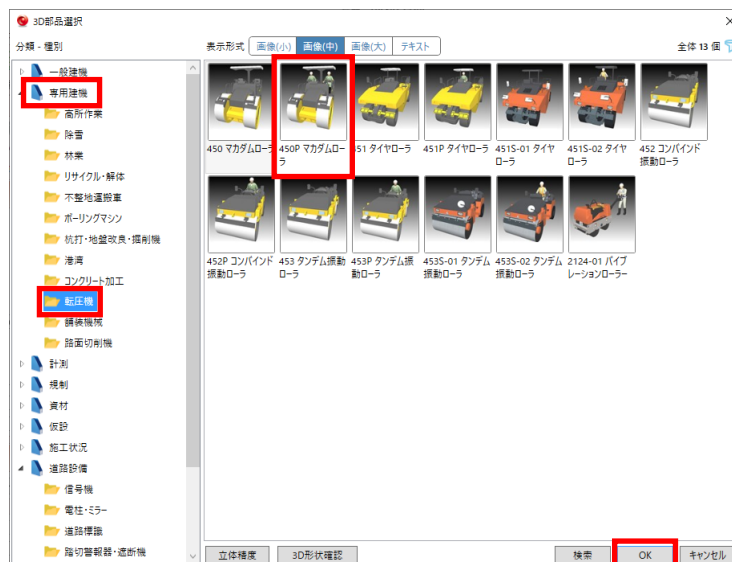 3D部品選択
分類 - 種別
表示形式 画像(小) 画像(中) 画像(大) テキスト
全体 13 個
一般建機
専用建機
高所作業
除雪
林業
リサイクル・解体
不整地運搬車
ボーリングマシン
杭打・地盤改良・掘削機
港湾
コンクリート加工
転圧機
舗装機械
路面切削機
計測
規制
資材
仮設
施工状況
道路設備
信号機
電柱・ミラー
道路標識
踏切警報器・遮断機
450 マカダムローラ
450P マカダムロー
ラ
451 タイヤローラ
451P タイヤローラ
451S-01 タイヤ
ローラ
451S-02 タイヤ
ローラ
452 コンバインド
振動ローラ
452P コンバインド
振動ローラ
453 タンデム振動
ローラ
453P タンデム振
動ローラ
453S-01 タンデム
振動ローラ
453S-02 タンデム
振動ローラ
2124-01 バイブ
レーションローラー
立体精度
3D形状確認
検索
OK
キャンセル